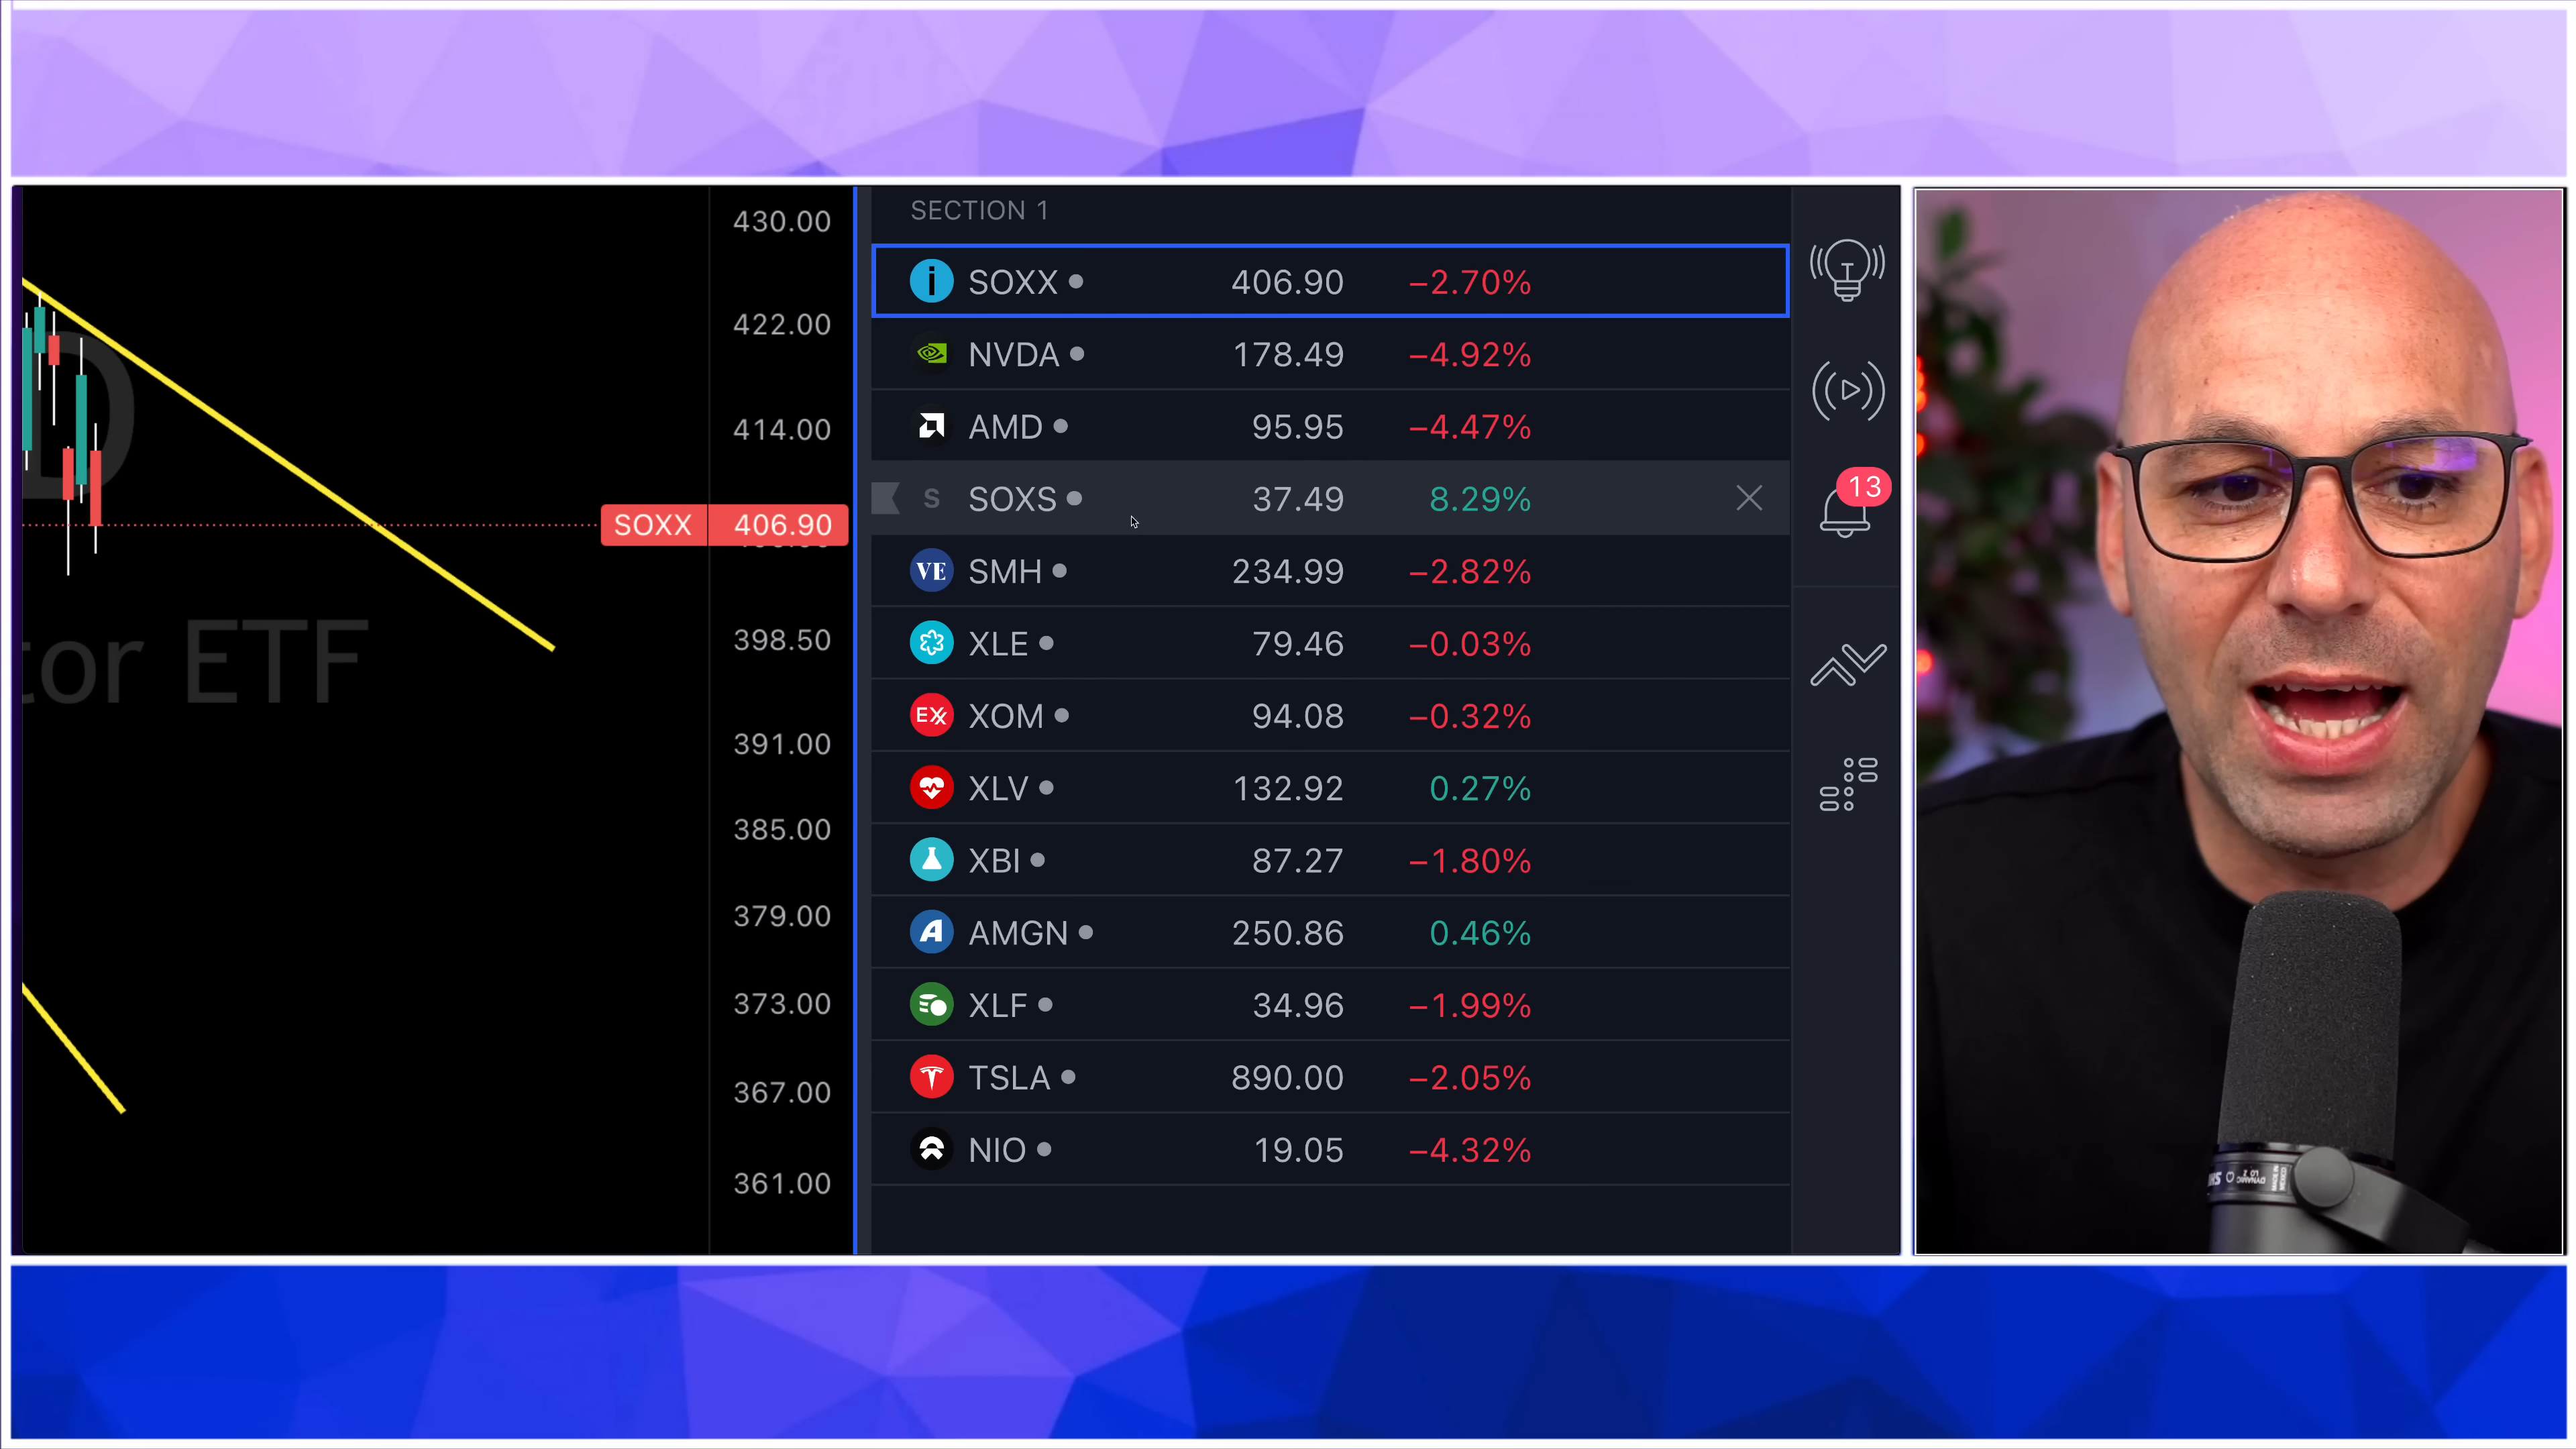 430.00
422.00
414.00
SOXX 406.90
398.50
391.00
385.00
379.00
373.00
367.00
361.00
D
tor ETF
SECTION 1
SOXX 406.90 −2.70%
NVDA 178.49 −4.92%
AMD 95.95 −4.47%
S SOXS 37.49 8.29%
VE SMH 234.99 −2.82%
XLE 79.46 −0.03%
EXX XOM 94.08 −0.32%
XLV 132.92 0.27%
XBI 87.27 −1.80%
A AMGN 250.86 0.46%
XLF 34.96 −1.99%
TSLA 890.00 −2.05%
NIO 19.05 −4.32%
13